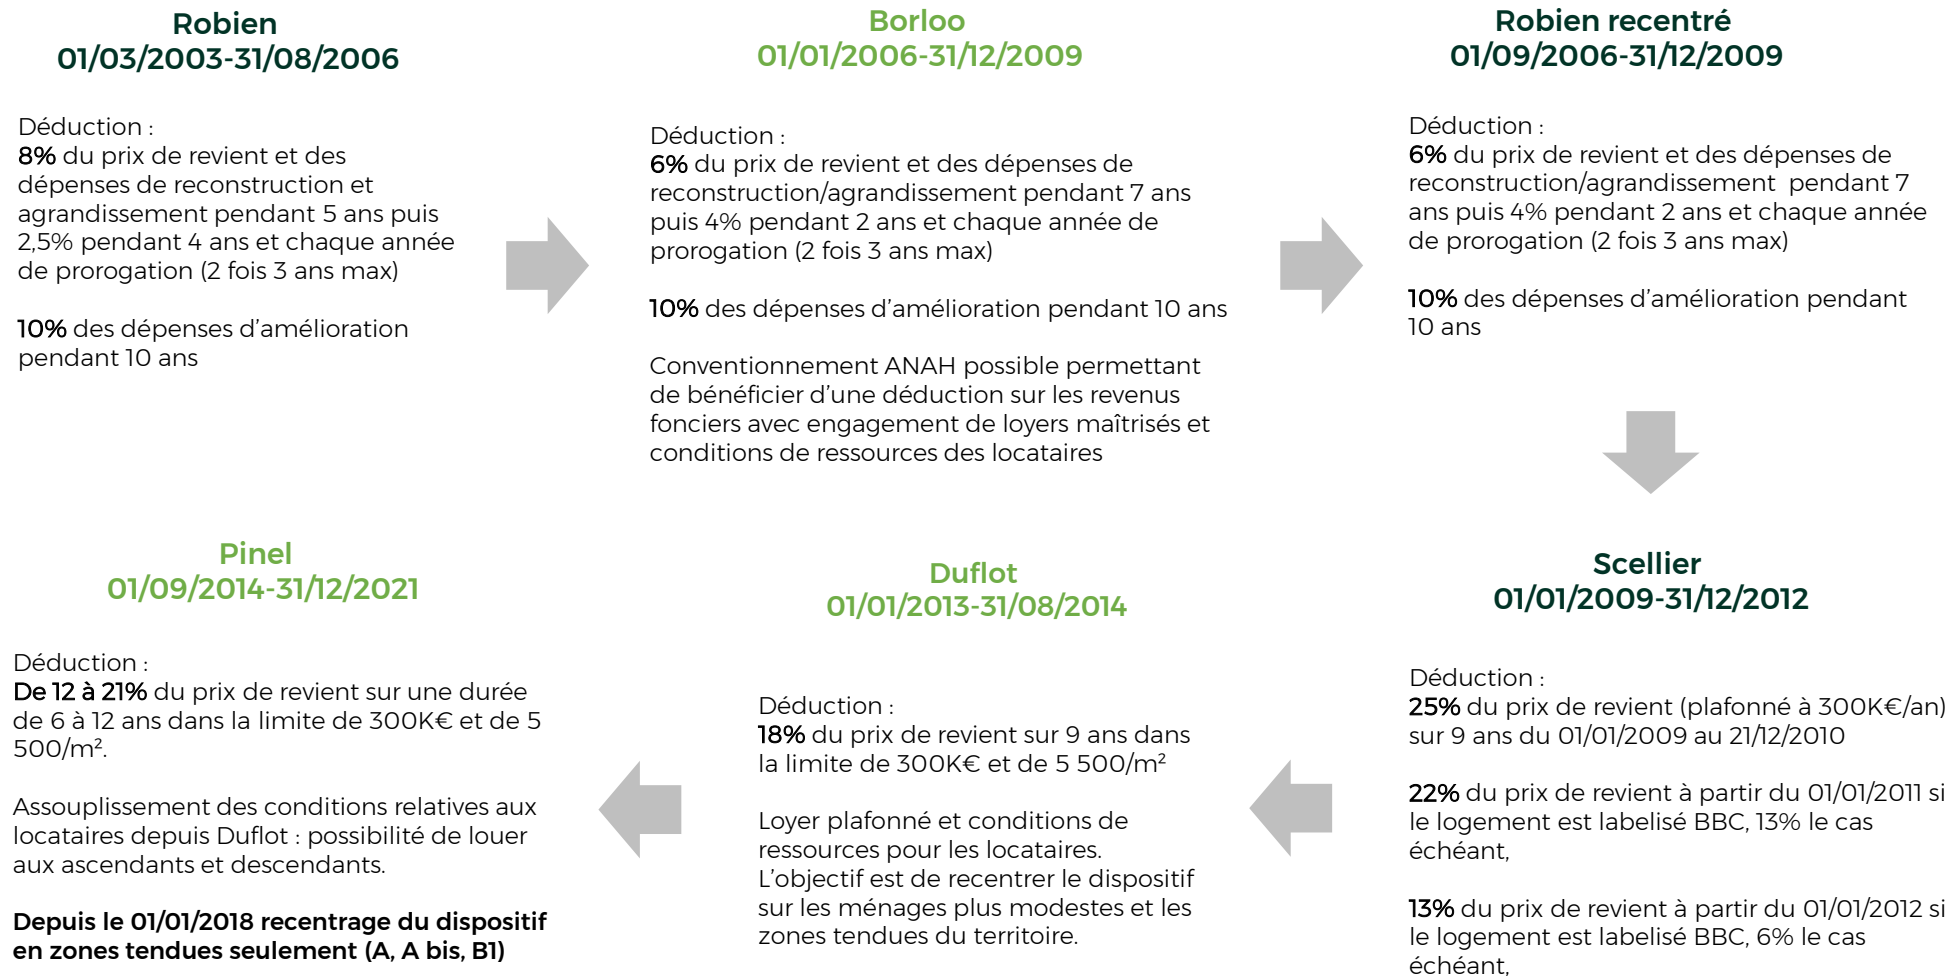 Robien
01/03/2003-31/08/2006
Déduction :
8% du prix de revient et des
dépenses de reconstruction et
agrandissement pendant 5 ans puis
2,5% pendant 4 ans et chaque année
de prorogation (2 fois 3 ans max)
10% des dépenses d'amélioration
pendant 10 ans
Borloo
01/01/2006-31/12/2009
Déduction :
6% du prix de revient et des dépenses de
reconstruction/agrandissement pendant 7 ans
puis 4% pendant 2 ans et chaque année de
prorogation (2 fois 3 ans max)
10% des dépenses d'amélioration pendant 10 ans
Conventionnement ANAH possible permettant
de bénéficier d'une déduction sur les revenus
fonciers avec engagement de loyers maîtrisés et
conditions de ressources des locataires
Robien recentré
01/09/2006-31/12/2009
Déduction :
6% du prix de revient et des dépenses de
reconstruction/agrandissement pendant 7
ans puis 4% pendant 2 ans et chaque année
de prorogation (2 fois 3 ans max)
10% des dépenses d'amélioration pendant
10 ans
Scellier
01/01/2009-31/12/2012
Déduction :
25% du prix de revient (plafonné à 300K€/an)
sur 9 ans du 01/01/2009 au 21/12/2010
22% du prix de revient à partir du 01/01/2011 si
le logement est labelisé BBC, 13% le cas
échéant,
13% du prix de revient à partir du 01/01/2012 si
le logement est labelisé BBC, 6% le cas
échéant,
Duflot
01/01/2013-31/08/2014
Déduction :
18% du prix de revient sur 9 ans dans
la limite de 300K€ et de 5 500/m²
Loyer plafonné et conditions de
ressources pour les locataires.
L'objectif est de recentrer le dispositif
sur les ménages plus modestes et les
zones tendues du territoire.
Pinel
01/09/2014-31/12/2021
Déduction :
De 12 à 21% du prix de revient sur une durée
de 6 à 12 ans dans la limite de 300K€ et de 5
500/m².
Assouplissement des conditions relatives aux
locataires depuis Duflot : possibilité de louer
aux ascendants et descendants.
Depuis le 01/01/2018 recentrage du dispositif
en zones tendues seulement (A, A bis, B1)